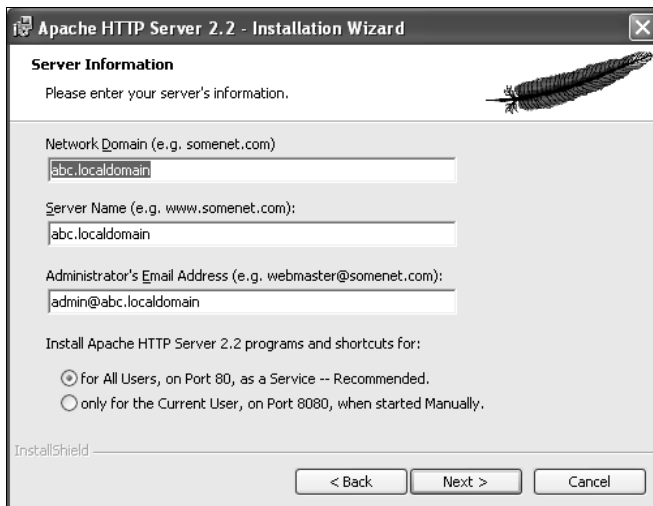 Apache HTTP Server 2.2 - Installation Wizard
Server Information
Please enter your server's information.
Network Domain (e.g. somenet.com)
abc.localdomain
Server Name (e.g. www.somenet.com):
abc.localdomain
Administrator's Email Address (e.g. webmaster@somenet.com):
admin@abc.localdomain
Install Apache HTTP Server 2.2 programs and shortcuts for:
for All Users, on Port 80, as a Service -- Recommended.
only for the Current User, on Port 8080, when started Manually.
InstallShield
< Back Next > Cancel